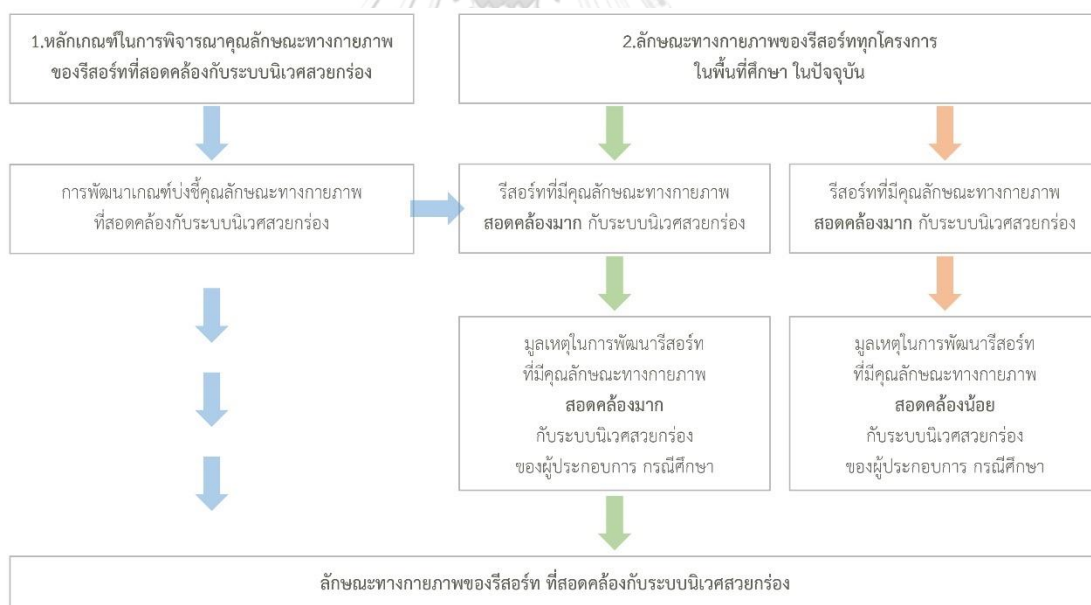 1.หลักเกณฑ์ในการพิจารณาคุณลักษณะทางกายภาพ
ของรีสอร์ทที่สอดคล้องกับระบบนิเวศสวยกร่อง
2.ลักษณะทางกายภาพของรีสอร์ททุกโครงการ
ในพื้นที่ศึกษา ในปัจจุบัน
การพัฒนาเกณฑ์บ่งชี้คุณลักษณะทางกายภาพ
ที่สอดคล้องกับระบบนิเวศสวยกร่อง
รีสอร์ทที่มีคุณลักษณะทางกายภาพ
สอดคล้องมาก กับระบบนิเวศสวยกร่อง
รีสอร์ทที่มีคุณลักษณะทางกายภาพ
สอดคล้องมาก กับระบบนิเวศสวยกร่อง
มูลเหตุในการพัฒนารีสอร์ท
ที่มีคุณลักษณะทางกายภาพ
สอดคล้องมาก
กับระบบนิเวศสวยกร่อง
ของผู้ประกอบการ กรณีศึกษา
มูลเหตุในการพัฒนารีสอร์ท
ที่มีคุณลักษณะทางกายภาพ
สอดคล้องน้อย
กับระบบนิเวศสวยกร่อง
ของผู้ประกอบการ กรณีศึกษา
ลักษณะทางกายภาพของรีสอร์ท ที่สอดคล้องกับระบบนิเวศสวยกร่อง